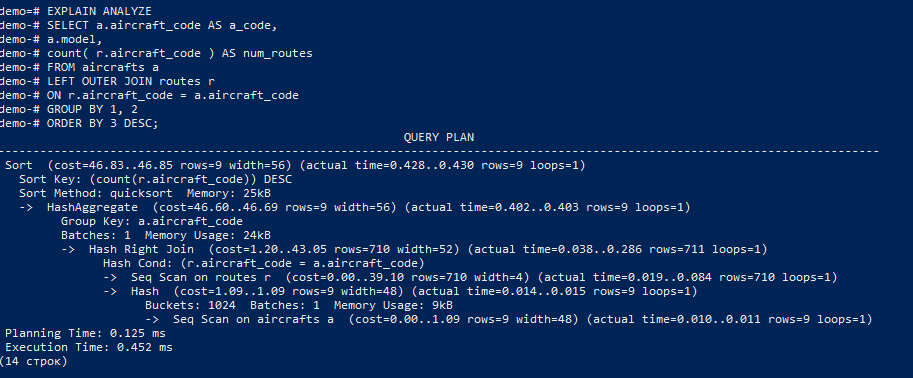 demo=# EXPLAIN ANALYZE
demo-# SELECT a.aircraft_code AS a_code,
demo-# a.model,
demo-# count( r.aircraft_code ) AS num_routes
demo-# FROM aircrafts a
demo-# LEFT OUTER JOIN routes r
demo-# ON r.aircraft_code = a.aircraft_code
demo-# GROUP BY 1, 2
demo-# ORDER BY 3 DESC;
QUERY PLAN
-----------------------------------------------------------------------------------------------------------------------------
Sort  (cost=46.83..46.85 rows=9 width=56) (actual time=0.428..0.430 rows=9 loops=1)
Sort Key: (count(r.aircraft_code)) DESC
Sort Method: quicksort  Memory: 25kB
->  HashAggregate  (cost=46.60..46.69 rows=9 width=56) (actual time=0.402..0.403 rows=9 loops=1)
Group Key: a.aircraft_code
Batches: 1  Memory Usage: 24kB
->  Hash Right Join  (cost=1.20..43.05 rows=710 width=52) (actual time=0.038..0.286 rows=711 loops=1)
Hash Cond: (r.aircraft_code = a.aircraft_code)
->  Seq Scan on routes r  (cost=0.00..39.10 rows=710 width=4) (actual time=0.019..0.084 rows=710 loops=1)
->  Hash  (cost=1.09..1.09 rows=9 width=48) (actual time=0.014..0.015 rows=9 loops=1)
Buckets: 1024  Batches: 1  Memory Usage: 9kB
->  Seq Scan on aircrafts a  (cost=0.00..1.09 rows=9 width=48) (actual time=0.010..0.011 rows=9 loops=1)
Planning Time: 0.125 ms
Execution Time: 0.452 ms
(14 строк)